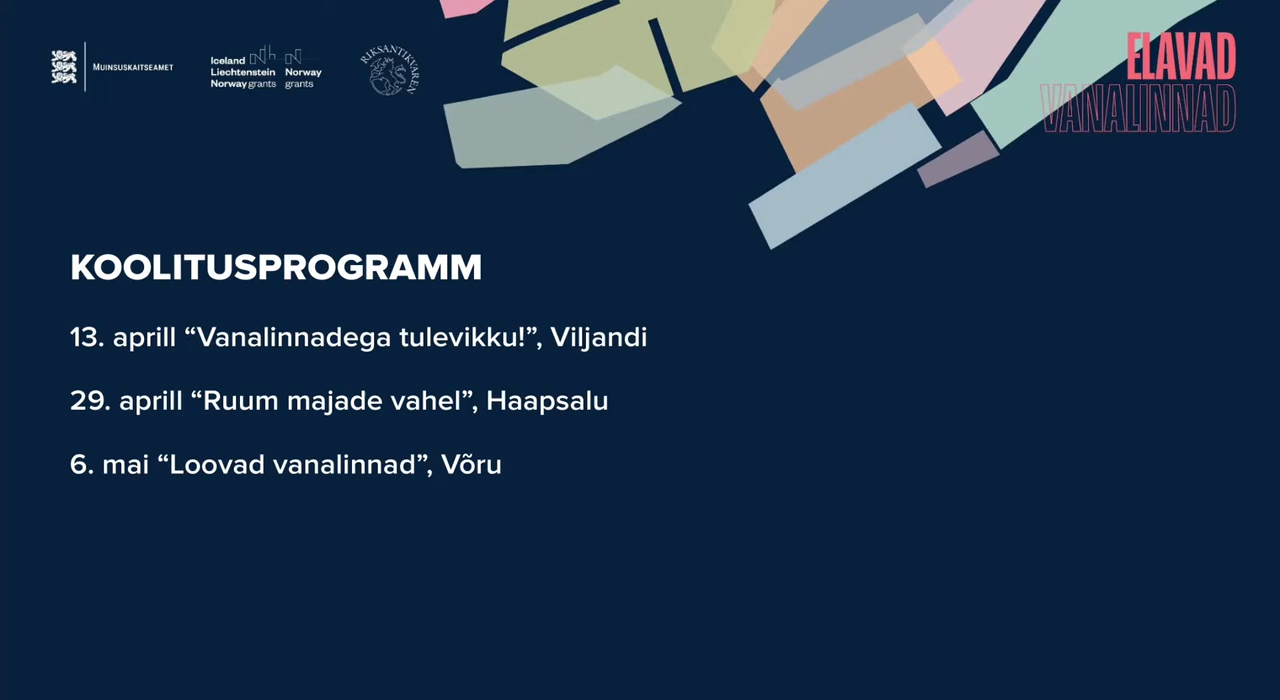 MUINSUSKAITSEAMET
Iceland
Liechtenstein
Norway grants
Norway
grants
RIKSANTIKVAREN
ELAVAD
VANALINNAD
KOOLITUSPROGRAMM
13. aprill “Vanalinnadega tulevikku!”, Viljandi
29. aprill “Ruum majade vahel”, Haapsalu
6. mai “Loovad vanalinnad”, Võru